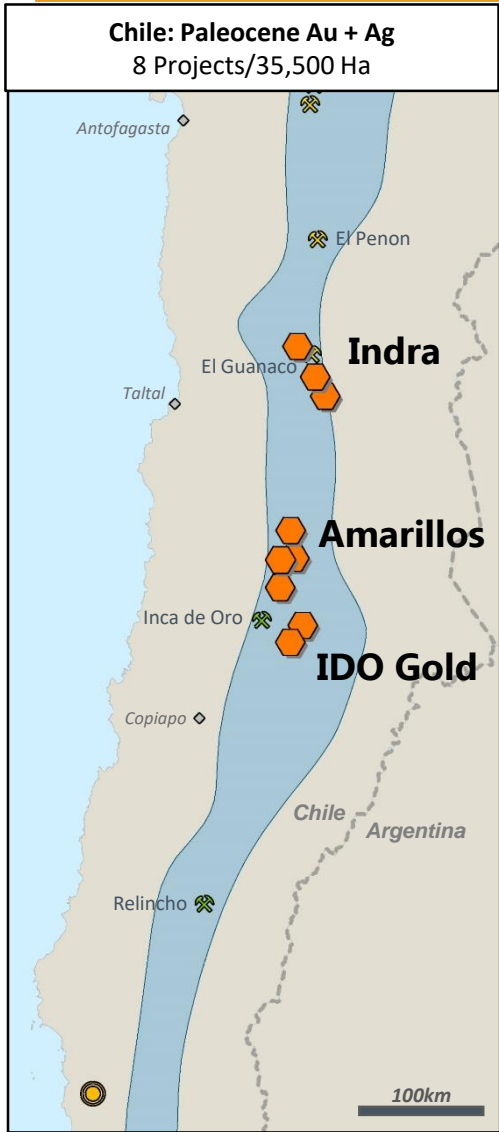 Chile: Paleocene Au + Ag
8 Projects/35,500 Ha
Antofagasta
El Penon
Indra
El Guanaco
Taltal
Amarillos
Inca de Oro
IDO Gold
Copiapo
Chile
Argentina
Relincho
100km